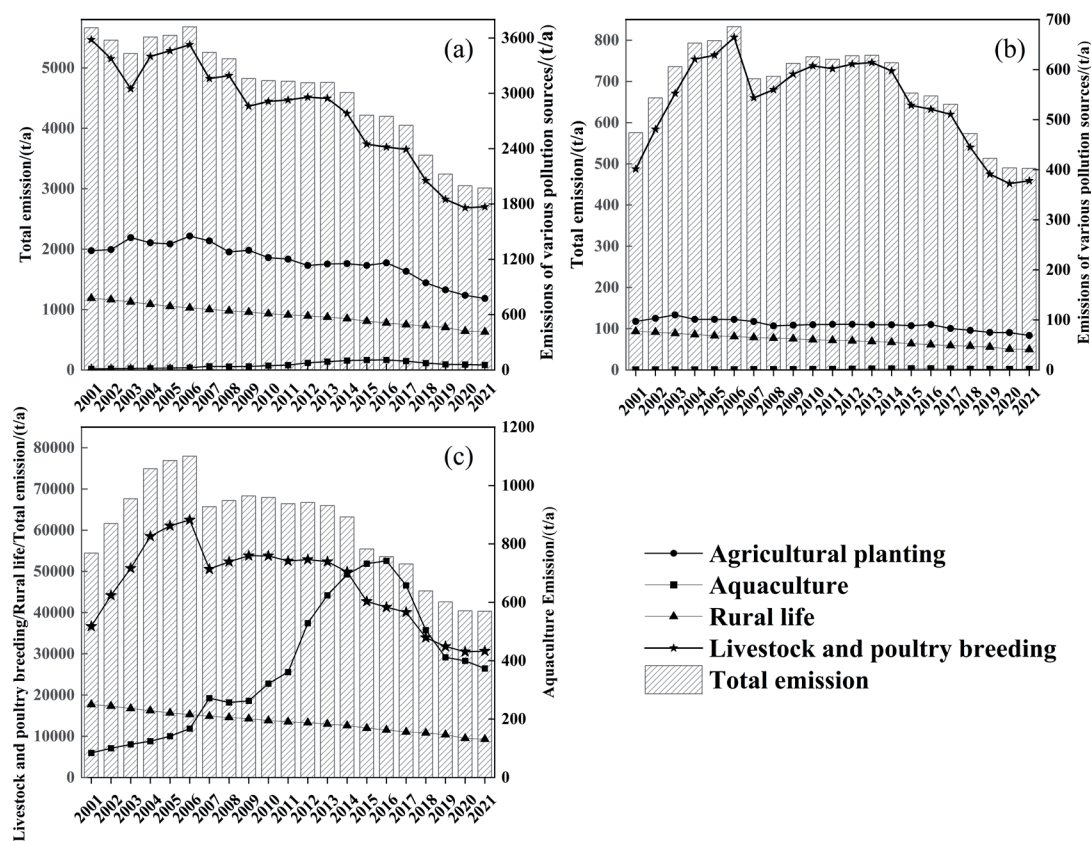 (a)
Total emission/(t/a)
5000
4000
3000
2000
1000
0
Emissions of various pollution sources/(t/a)
3600
3000
2400
1800
1200
600
0
2001 2002 2003 2004 2005 2006 2007 2008 2009 2010 2011 2012 2013 2014 2015 2016 2017 2018 2019 2020 2021
(b)
Total emission/(t/a)
800
700
600
500
400
300
200
100
0
Emissions of various pollution sources/(t/a)
700
600
500
400
300
200
100
0
2001 2002 2003 2004 2005 2006 2007 2008 2009 2010 2011 2012 2013 2014 2015 2016 2017 2018 2019 2020 2021
(c)
Livestock and poultry breeding/Rural life/Total emission/(t/a)
80000
70000
60000
50000
40000
30000
20000
10000
0
Aquaculture Emission/(t/a)
1200
1000
800
600
400
200
0
2001 2002 2003 2004 2005 2006 2007 2008 2009 2010 2011 2012 2013 2014 2015 2016 2017 2018 2019 2020 2021
Agricultural planting
Aquaculture
Rural life
Livestock and poultry breeding
Total emission